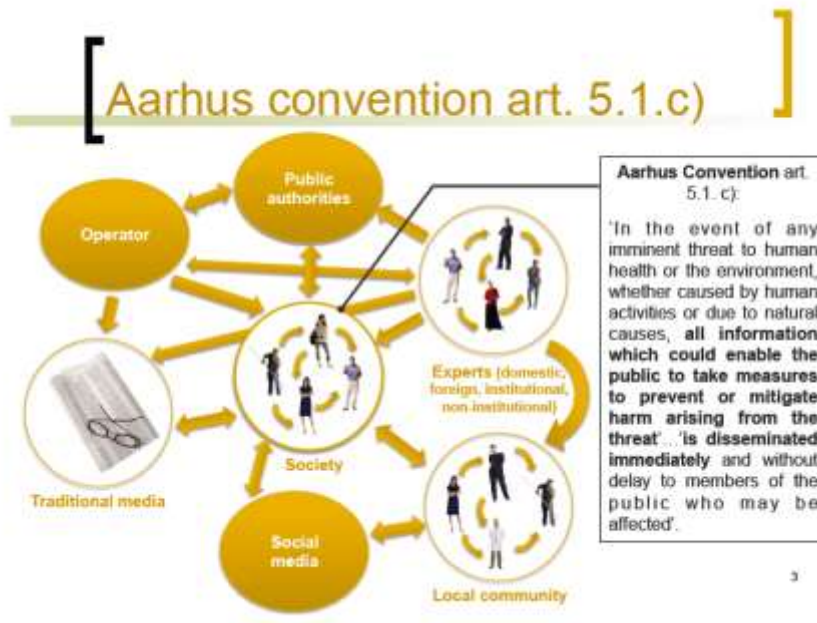 Aarhus convention art. 5.1.c)
Public
authorities
Operator
Experts (domestic,
foreign, institutional,
non-institutional)
Society
Traditional media
Social
media
Local community
Aarhus Convention art.
5.1. c):
'In the event of any
imminent threat to human
health or the environment,
whether caused by human
activities or due to natural
causes, all information
which could enable the
public to take measures
to prevent or mitigate
harm arising from the
threat'...'is disseminated
immediately and without
delay to members of the
public who may be
affected'.
3